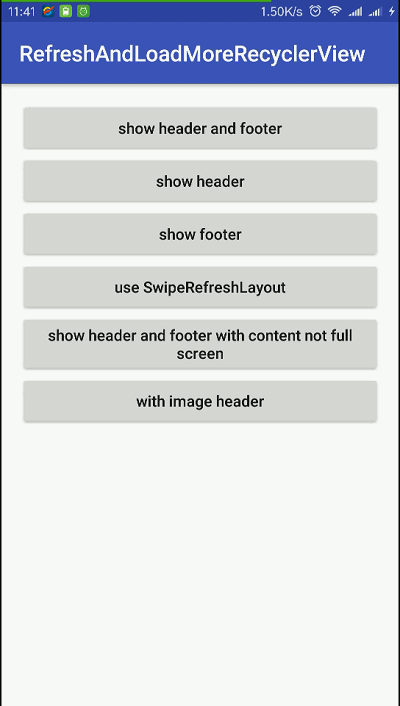 11:41 1.50K/s
RefreshAndLoadMoreRecyclerView
show header and footer
show header
show footer
use SwipeRefreshLayout
show header and footer with content not full
screen
with image header